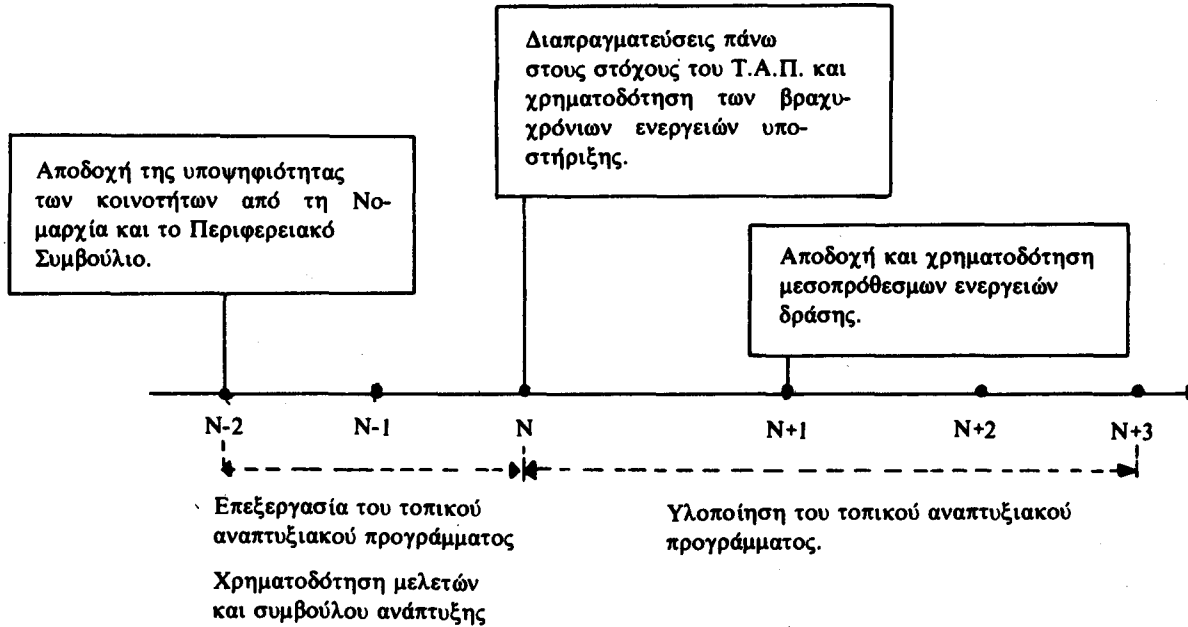 Διαπραγματεύσεις πάνω
στους στόχους του Τ.Α.Π. και
χρηματοδότηση των βραχυ-
χρόνιων ενεργειών υπο-
στήριξης.
Αποδοχή της υποψηφιότητας
των κοινοτήτων από τη Νο-
μαρχία και το Περιφερειακό
Συμβούλιο.
Αποδοχή και χρηματοδότηση
μεσοπρόθεσμων ενεργειών
δράσης.
N-2 N-1 N N+1 N+2 N+3
Επεξεργασία του τοπικού
αναπτυξιακού προγράμματος
Χρηματοδότηση μελετών
και συμβούλου ανάπτυξης
Υλοποίηση του τοπικού αναπτυξιακού
προγράμματος.